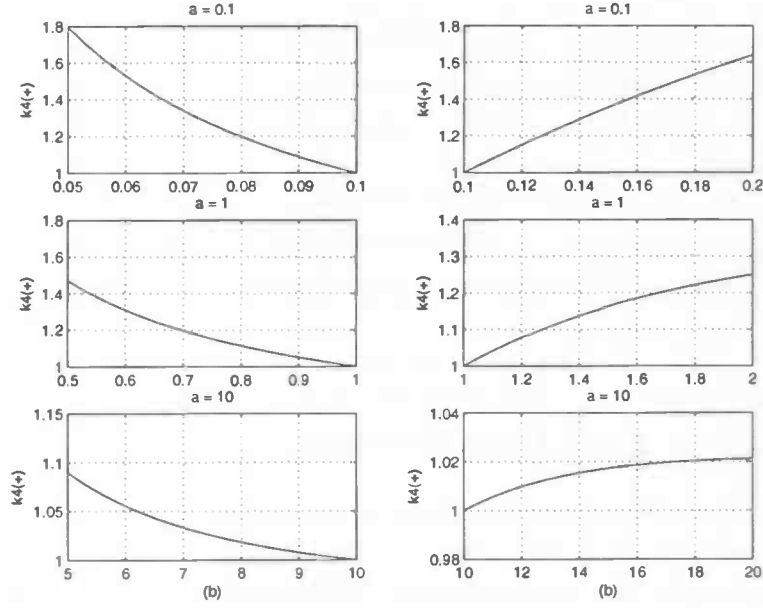 a = 0.1
1.8
1.6
1.4
1.2
1
k4(+)
0.05 0.06 0.07 0.08 0.09 0.1
a = 0.1
1.8
1.6
1.4
1.2
1
k4(+)
0.1 0.12 0.14 0.16 0.18 0.2
a = 1
1.8
1.6
1.4
1.2
1
k4(+)
0.5 0.6 0.7 0.8 0.9 1
a = 1
1.4
1.3
1.2
1.1
1
k4(+)
1 1.2 1.4 1.6 1.8 2
a = 10
1.15
1.1
1.05
1
k4(+)
5 6 7 8 9 10
(b)
a = 10
1.04
1.02
1
0.98
k4(+)
10 12 14 16 18 20
(b)